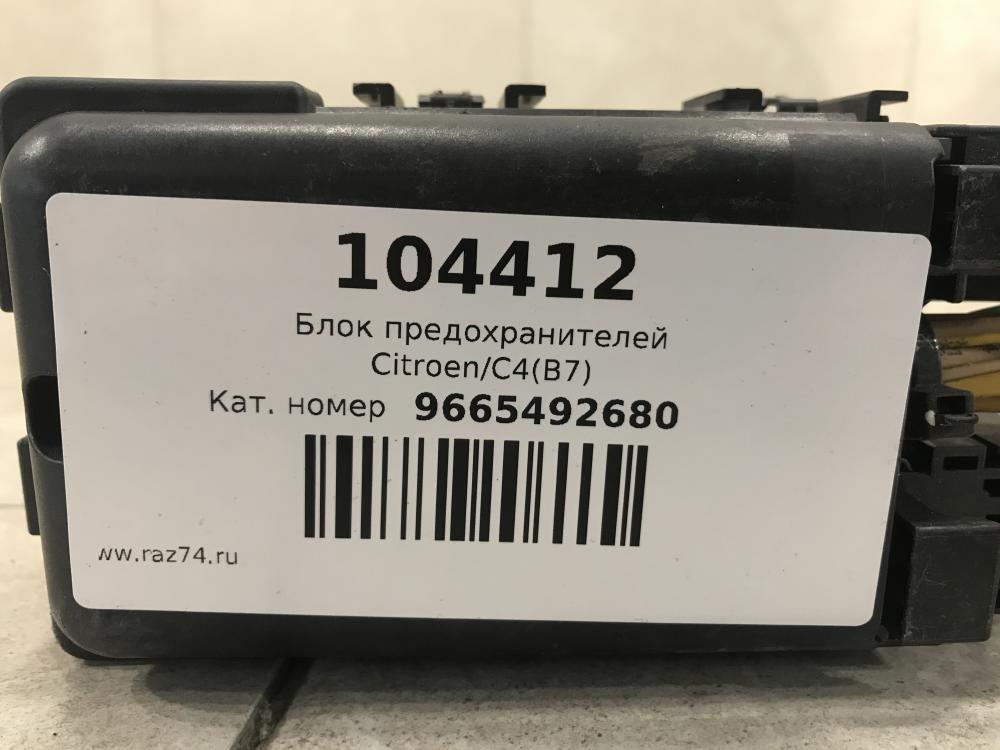 104412
Блок предохранителей
Citroen/C4(B7)
Кат. номер 9665492680
ww.raz74.ru